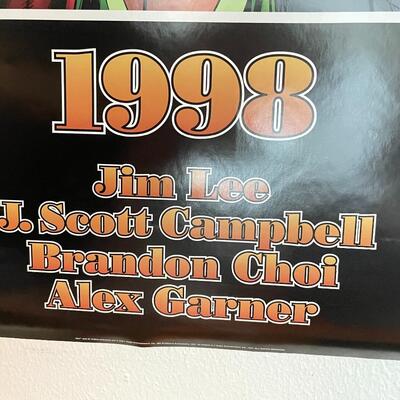 1998
Jim Lee
J. Scott Campbell
Brandon Choi
Alex Garner